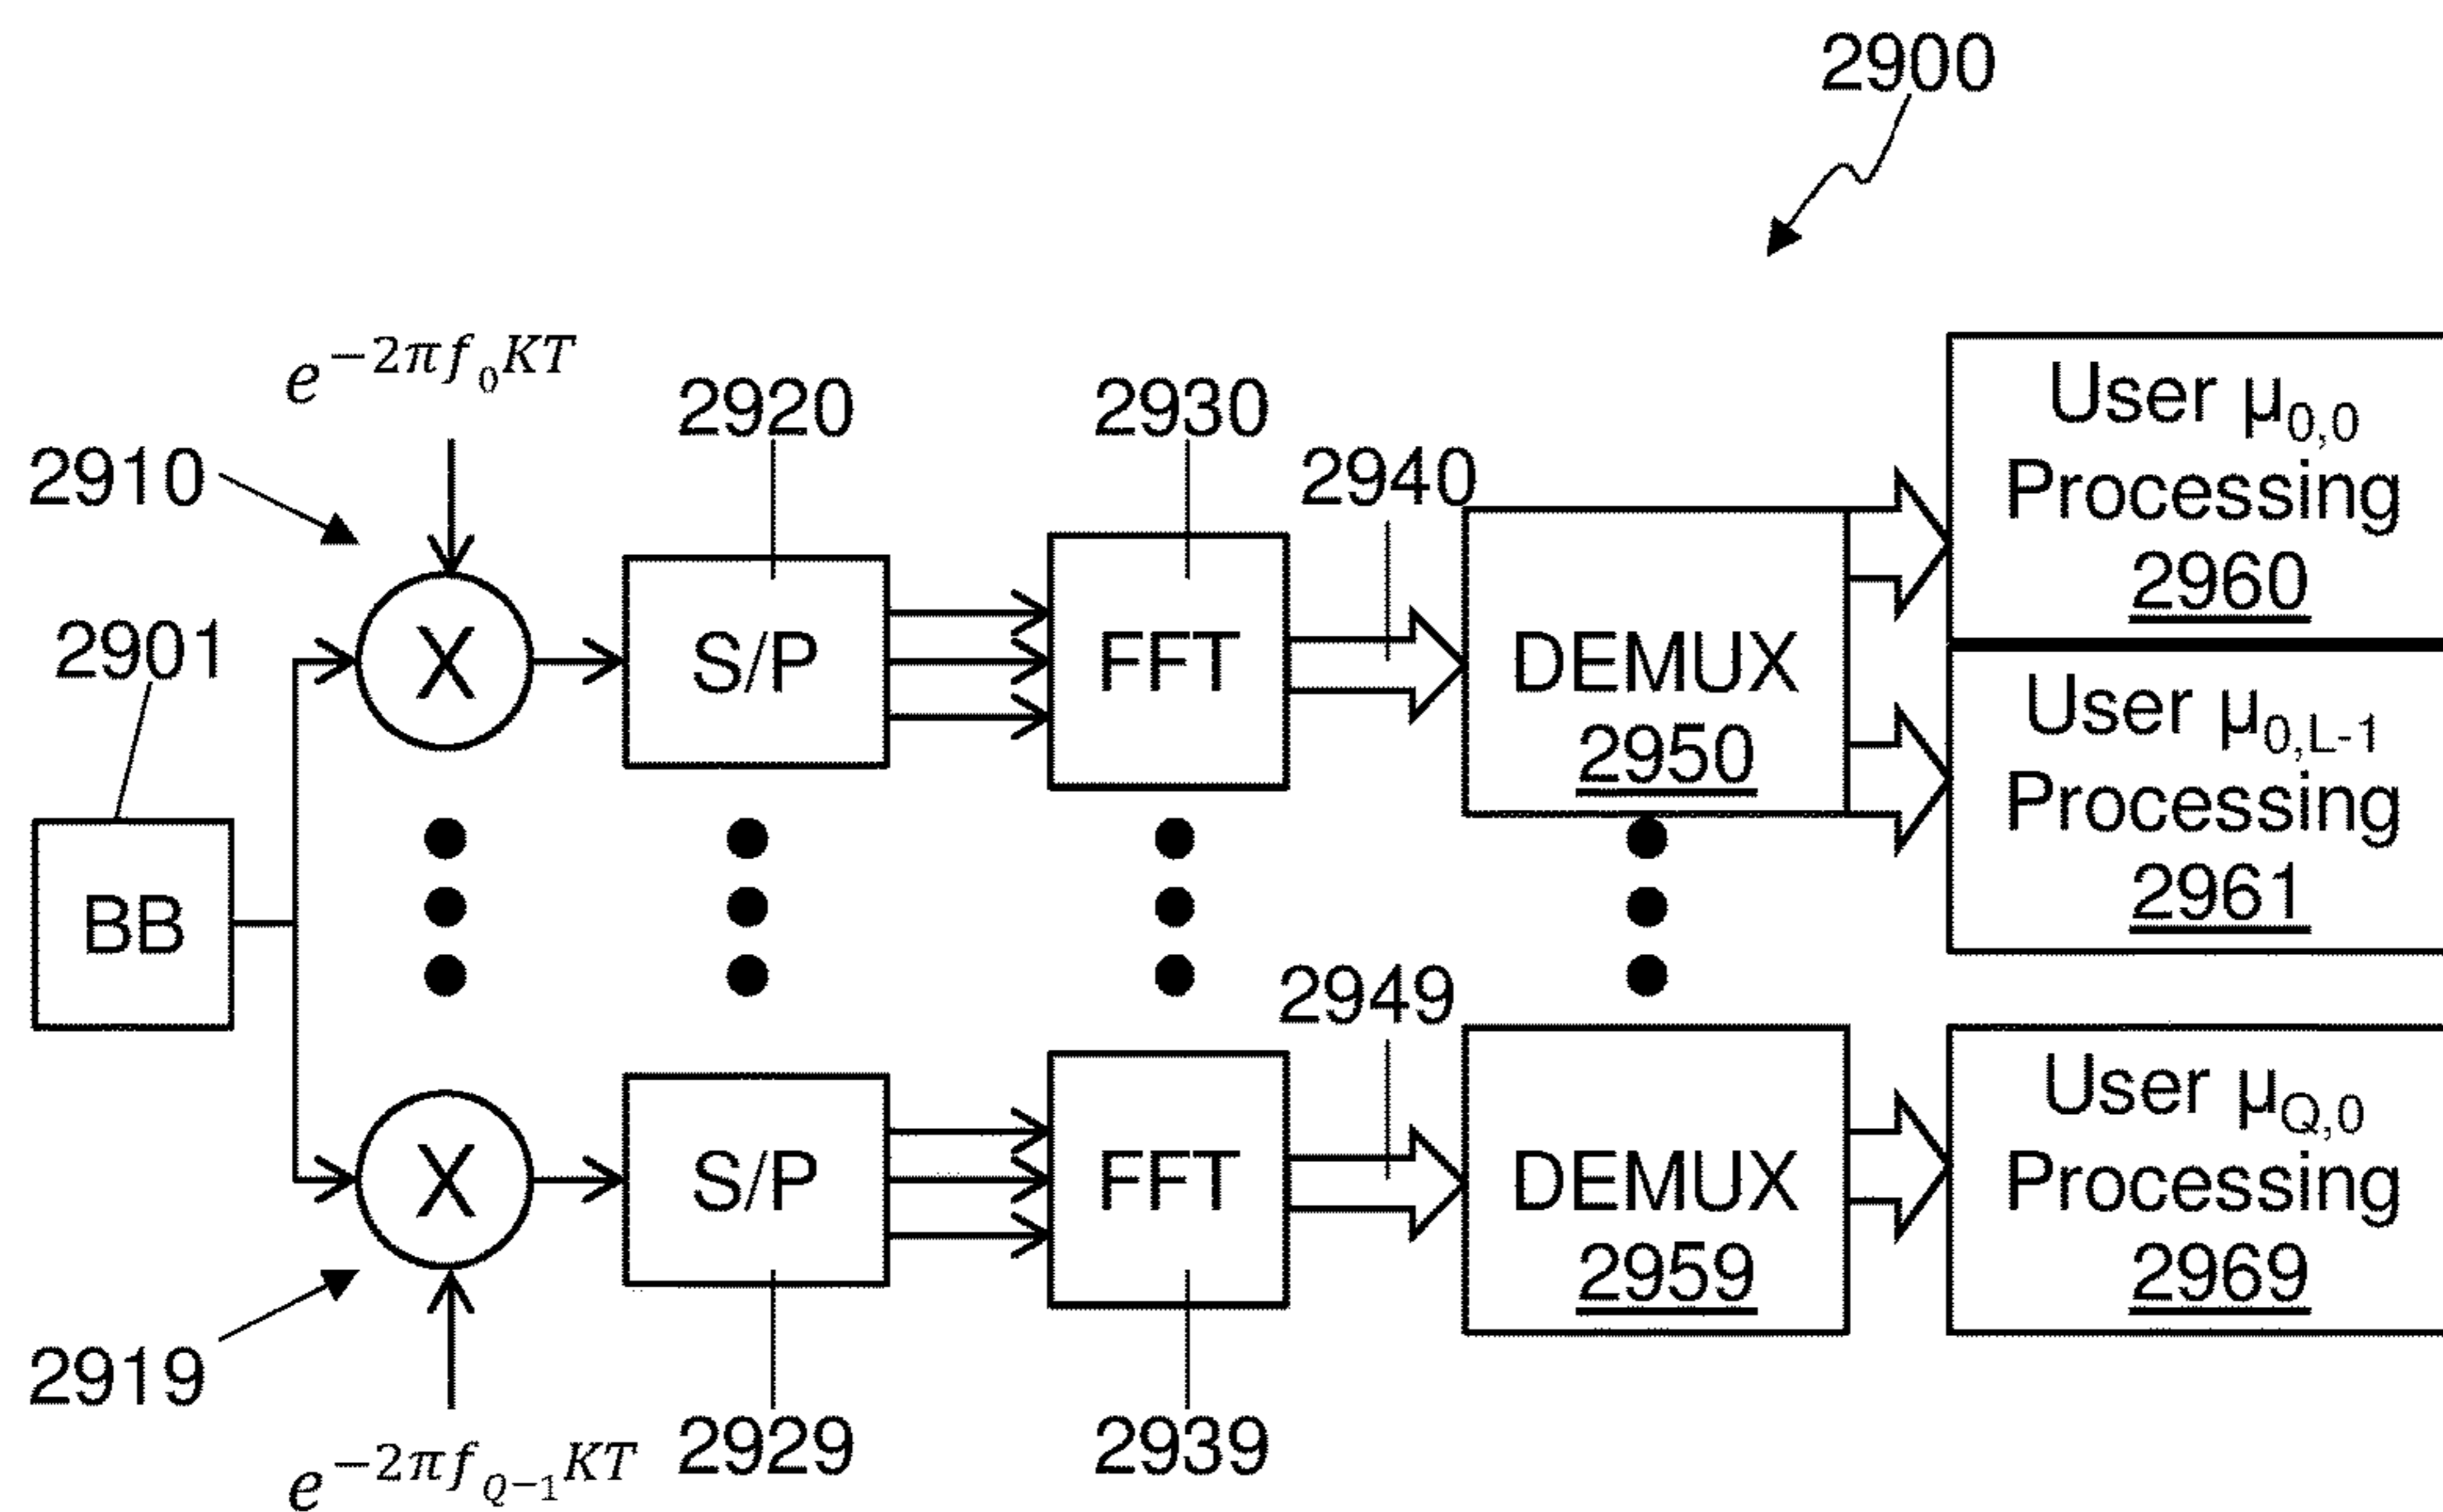 2900
e^{-2πf_0KT}
2920
2930
2910
2940
User μ_{0,0}
Processing
2960
2901
X
S/P
FFT
DEMUX
2950
User μ_{0,L-1}
Processing
2961
BB
2949
X
S/P
FFT
DEMUX
2959
User μ_{Q,0}
Processing
2969
2919
e^{-2πf_{Q-1}KT}
2929
2939